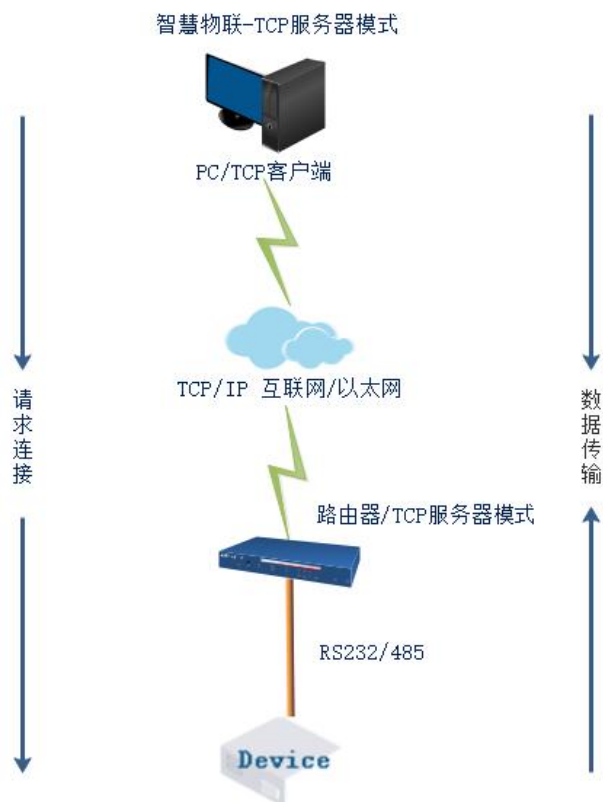 智慧物联-TCP服务器模式
PC/TCP客户端
TCP/IP 互联网/以太网
请求连接
数据传输
路由器/TCP服务器模式
RS232/485
Device